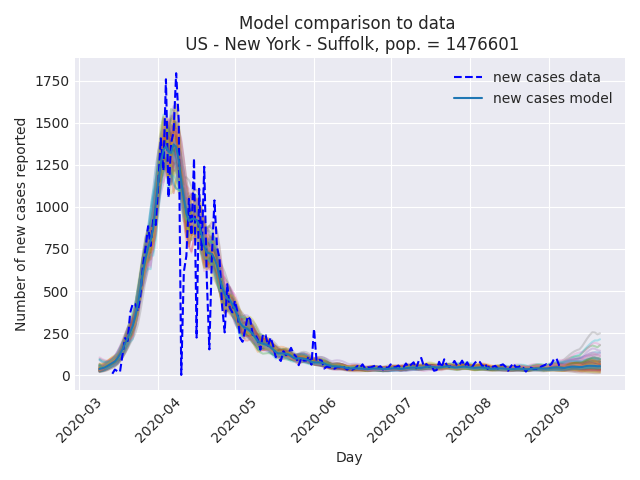 Model comparison to data
US - New York - Suffolk, pop. = 1476601
new cases data
new cases model
Number of new cases reported
1750
1500
1250
1000
750
500
250
0
2020-03
2020-04
2020-05
2020-06
2020-07
2020-08
2020-09
Day